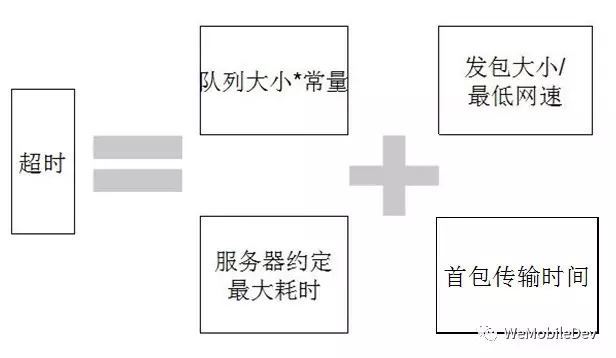 队列大小*常量
发包大小/
最低网速
超时
服务器约定
最大耗时
首包传输时间
WeMobileDev